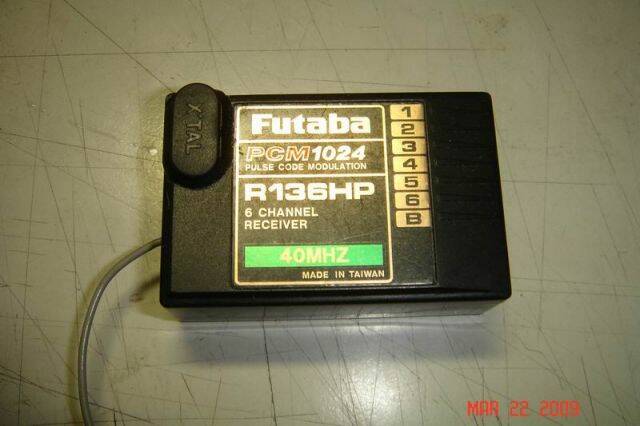 X TAL
Futaba
PCM1024
PULSE CODE MODULATION
R136HP
6 CHANNEL
RECEIVER
40MHZ
MADE IN TAIWAN
1
2
3
4
5
6
B
MAR 22 2009